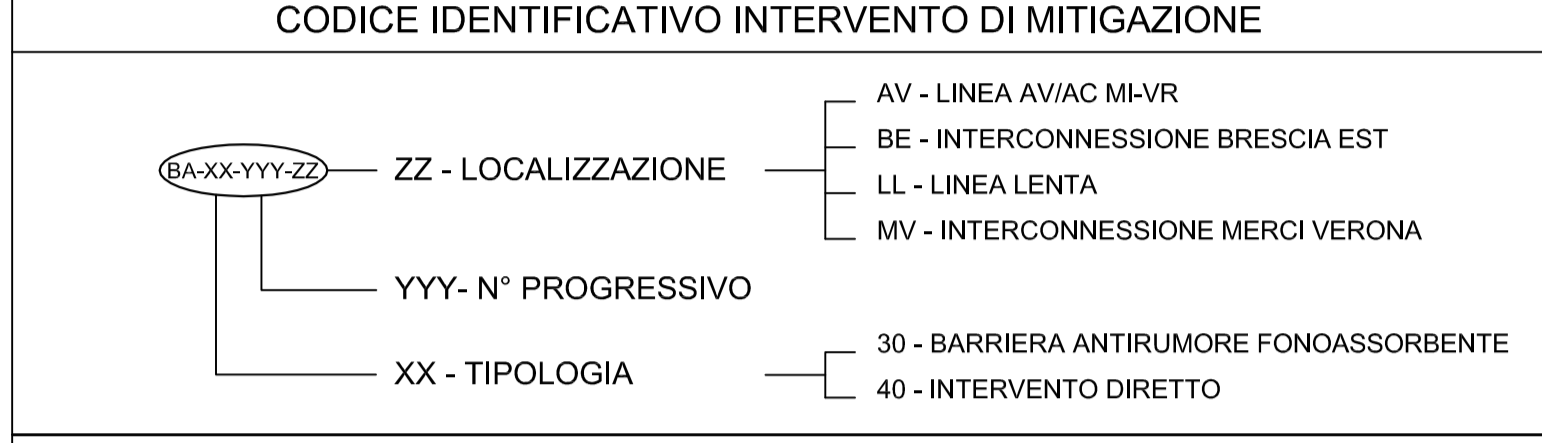 CODICE IDENTIFICATIVO INTERVENTO DI MITIGAZIONE
BA-XX-YYY-ZZ
ZZ - LOCALIZZAZIONE
AV - LINEA AV/AC MI-VR
BE - INTERCONNESSIONE BRESCIA EST
LL - LINEA LENTA
MV - INTERCONNESSIONE MERCI VERONA
YYY- N° PROGRESSIVO
XX - TIPOLOGIA
30 - BARRIERA ANTIRUMORE FONOASSORBENTE
40 - INTERVENTO DIRETTO